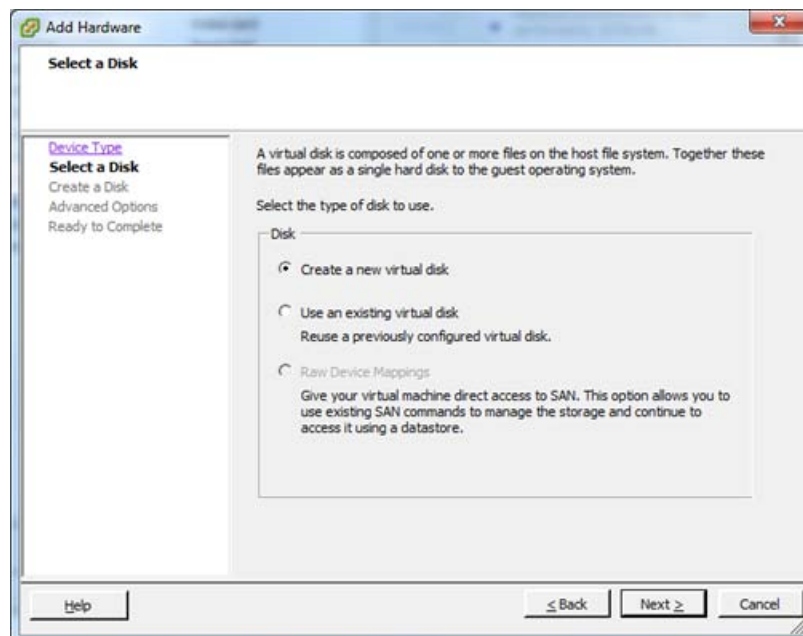 Add Hardware
Select a Disk
Device Type
Select a Disk
Create a Disk
Advanced Options
Ready to Complete
A virtual disk is composed of one or more files on the host file system. Together these
files appear as a single hard disk to the guest operating system.
Select the type of disk to use.
Disk
Create a new virtual disk
Use an existing virtual disk
Reuse a previously configured virtual disk.
Raw Device Mappings
Give your virtual machine direct access to SAN. This option allows you to
use existing SAN commands to manage the storage and continue to
access it using a datastore.
Help
< Back
Next >
Cancel